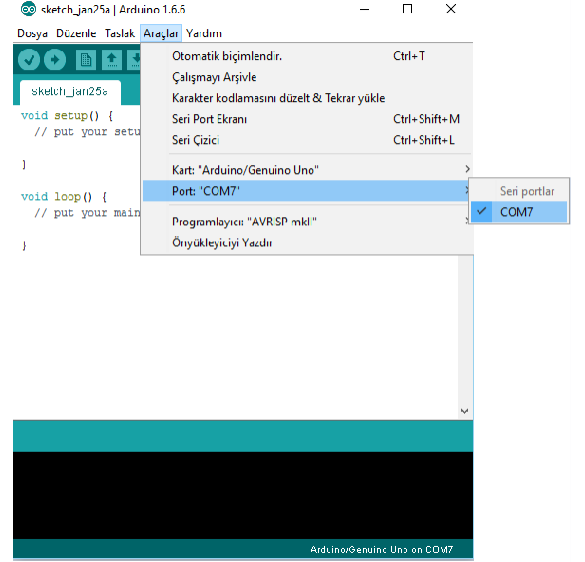 sketch_jan25a | Arduino 1.6.5
Dosya Düzenle Taslak Araçlar Yardım
sketch_jan25a
void setup() {
// put your setu
}
void loop() {
// put your main
}
Otomatik biçimlendir. Ctrl+T
Çalışmayı Arşivle
Karakter kodlamasını düzelt & Tekrar yükle
Seri Port Ekranı Ctrl+Shift+M
Seri Çizici Ctrl+Shift+L
Kart: "Arduino/Genuino Uno"
Port: "COM7"
Programlayıcı: "AVRISP mkII"
Önyükleyiciyi Yazdır
Seri portlar
COM7
Arduino/Genuino Uno on COM7